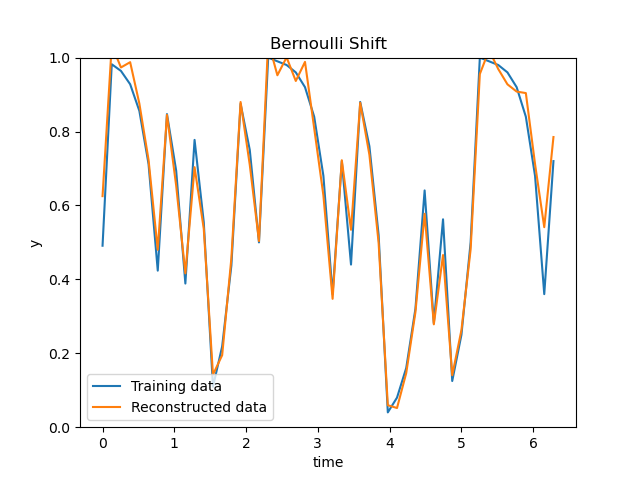 Bernoulli Shift
1.0
0.8
0.6
0.4
0.2
0.0
y
Training data
Reconstructed data
0 1 2 3 4 5 6
time